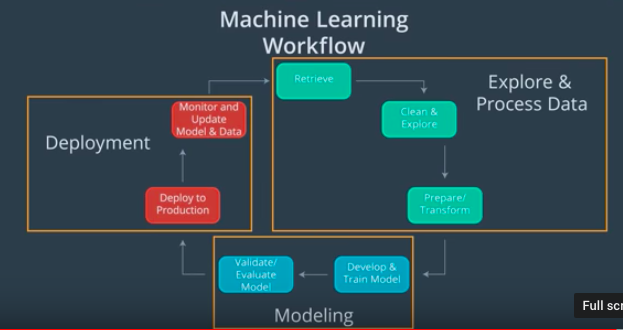 Machine Learning
Workflow
Retrieve
Explore &
Process Data
Clean &
Explore
Prepare/
Transform
Monitor and
Update
Model & Data
Deployment
Deploy to
Production
Validate/
Evaluate
Model
Develop &
Train Model
Modeling
Full scr